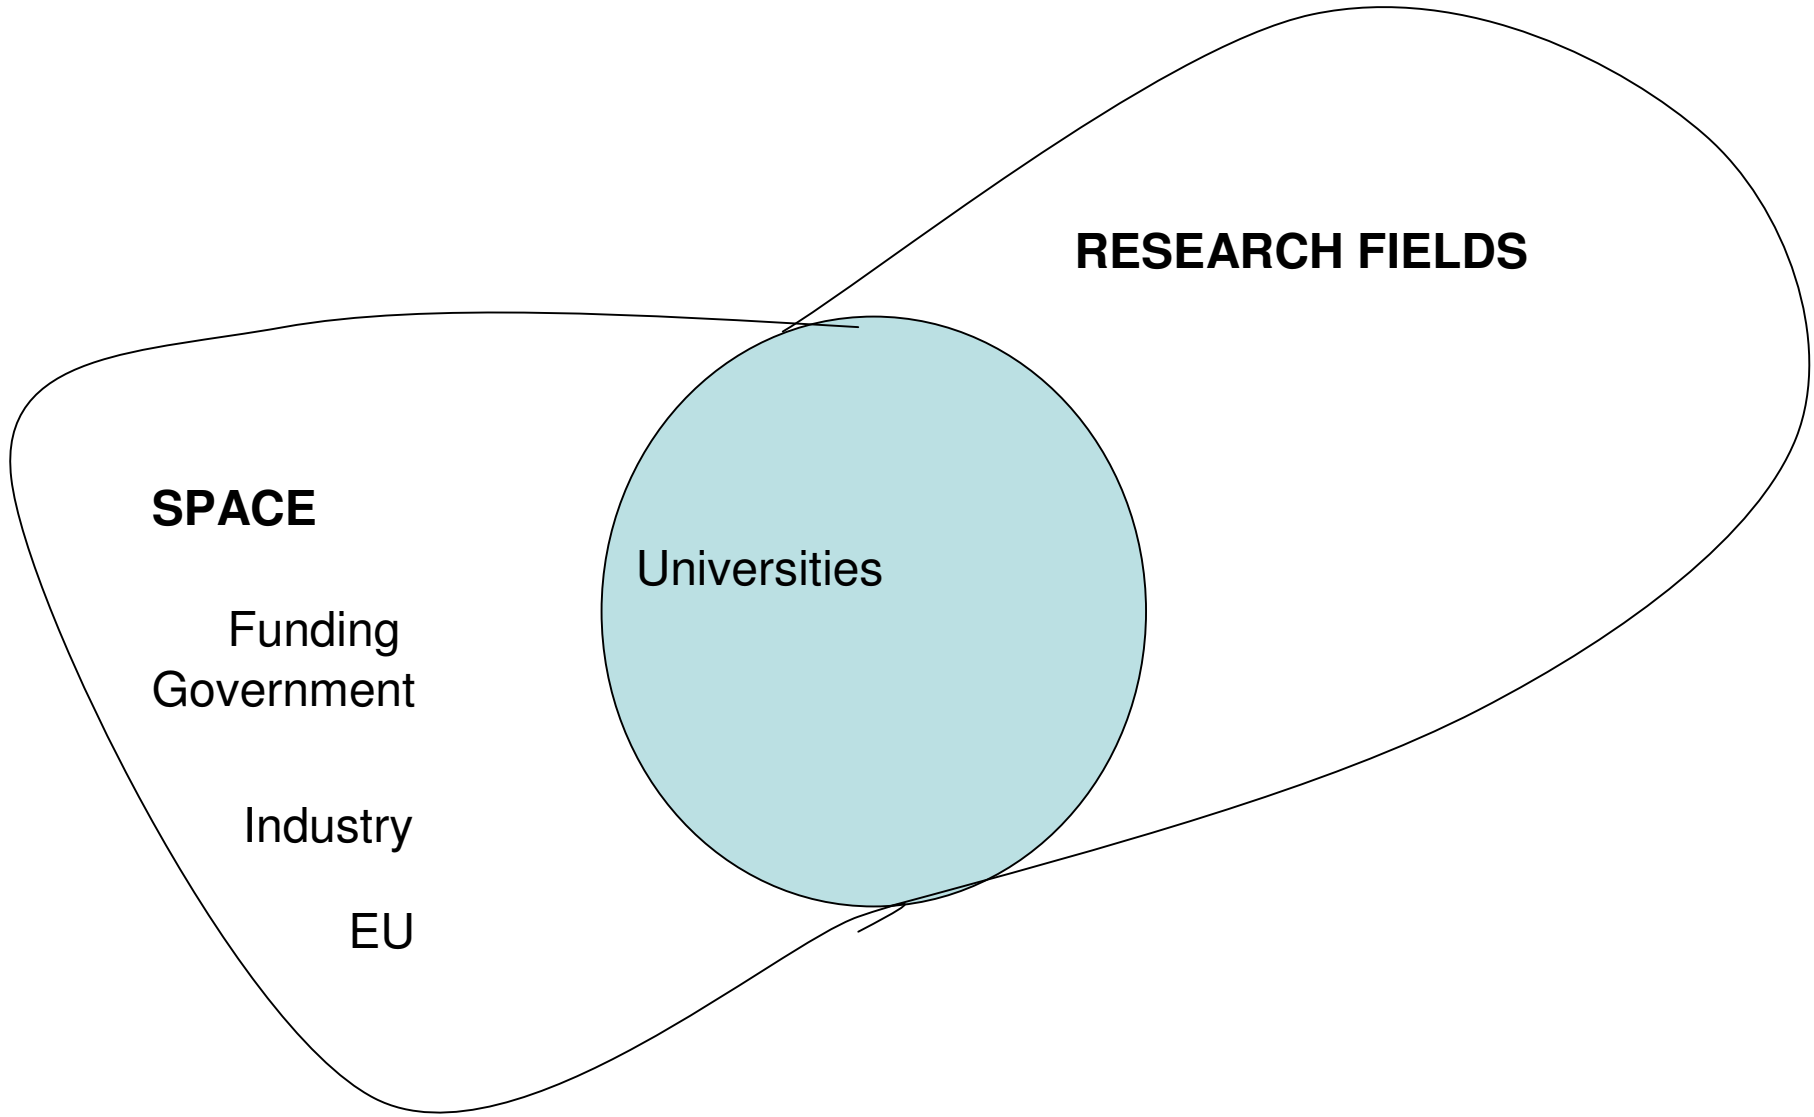 RESEARCH FIELDS
SPACE
Universities
Funding
Government
Industry
EU